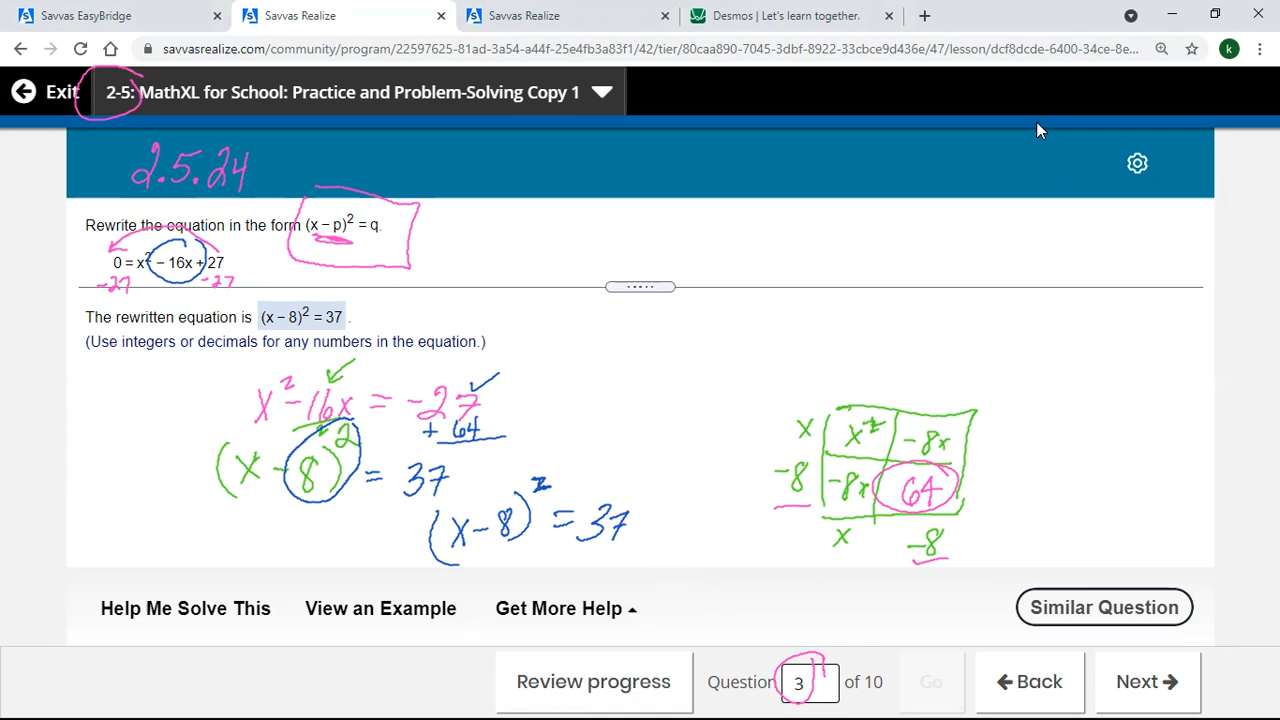 Savvas EasyBridge
Savvas Realize
Savvas Realize
Desmos | Let's learn together.
savvasrealize.com/community/program/22597625-81ac-3a54-a44f-25e4fb3a83f1/42/tier/80caa890-7045-3dbf-8922-33cbce9d436e/47/lesson/dcf8dcde-6400-34ce-8e...
k
Exit
2-5: MathXL for School: Practice and Problem-Solving Copy 1
2.5.24
Rewrite the equation in the form (x − p)² = q.
0 = x² − 16x + 27
-27 -27
The rewritten equation is (x − 8)² = 37 .
(Use integers or decimals for any numbers in the equation.)
x² - 16x = -27
2 + 64
(x - 8)² = 37
(x - 8)² = 37
x x² -8x
-8 -8x 64
x -8
Help Me Solve This
View an Example
Get More Help
Similar Question
Review progress
Question 3 of 10
Go
Back
Next